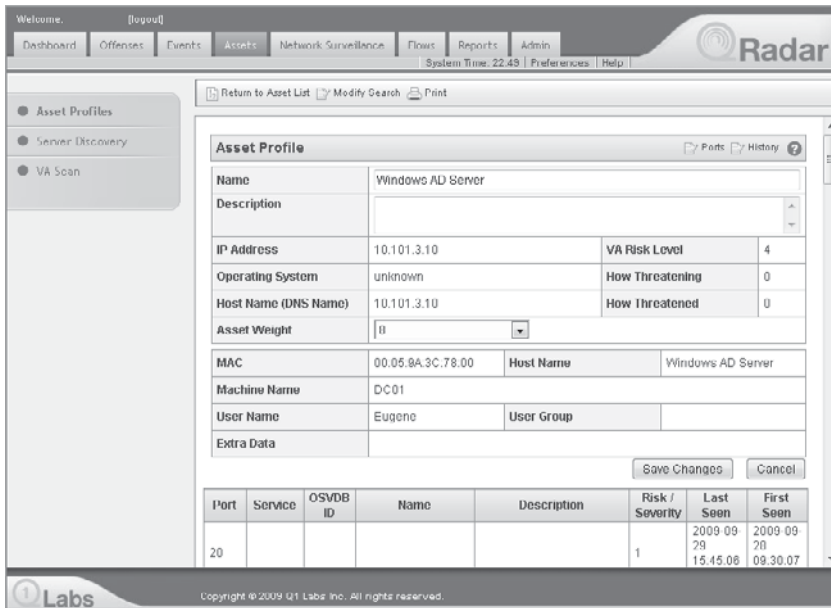 Welcome, [logout]
Dashboard Offenses Events Assets Network Surveillance Flows Reports Admin
System Time: 22:49 | Preferences | Help
QRadar
Asset Profiles
Server Discovery
VA Scan
Return to Asset List Modify Search Print
Asset Profile Ports History ?
Name Windows AD Server
Description
IP Address 10.101.3.10 VA Risk Level 4
Operating System unknown How Threatening 0
Host Name (DNS Name) 10.101.3.10 How Threatened 0
Asset Weight 8
MAC 00:05:9A:3C:78:00 Host Name Windows AD Server
Machine Name DC01
User Name Eugene User Group
Extra Data
Save Changes Cancel
Port Service OSVDB ID Name Description Risk / Severity Last Seen First Seen
20 1 2009-09-29 15:45:06 2009-09-28 09:30:07
Q1 Labs
Copyright © 2009 Q1 Labs Inc. All rights reserved.